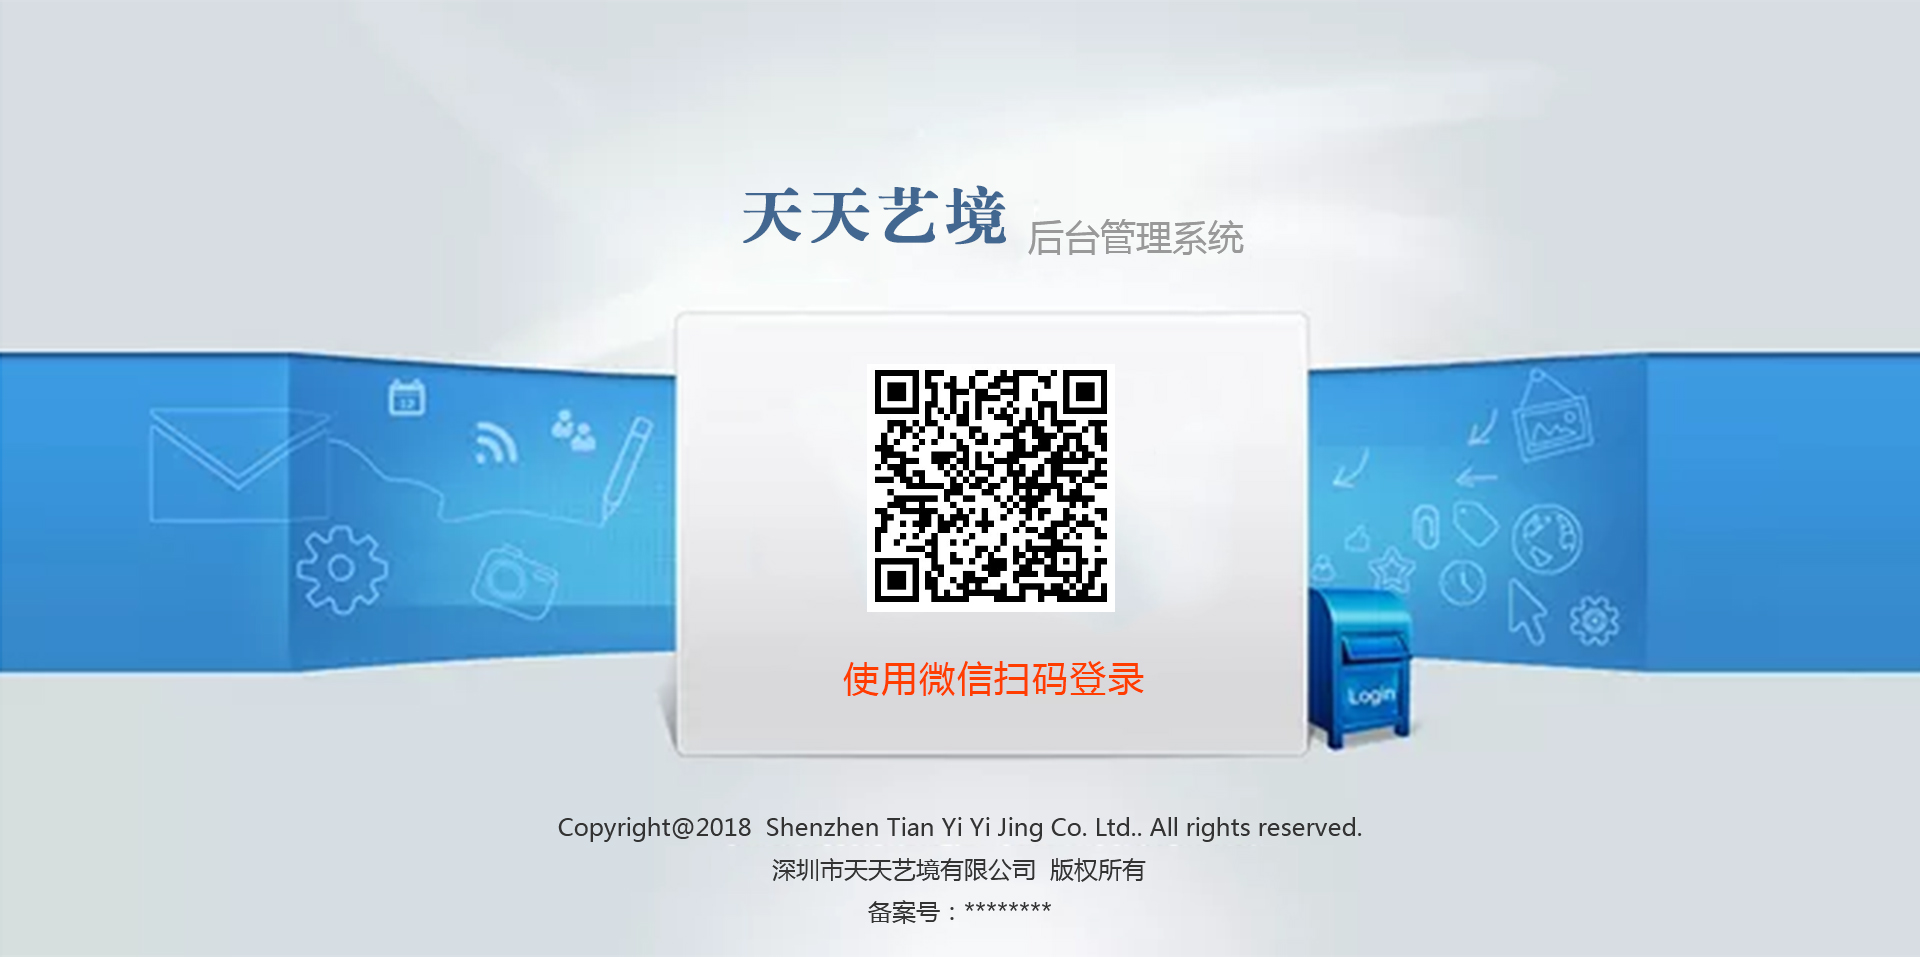 天天艺境 后台管理系统
12
使用微信扫码登录
Login
Copyright@2018  Shenzhen Tian Yi Yi Jing Co. Ltd.. All rights reserved.
深圳市天天艺境有限公司  版权所有
备案号：********